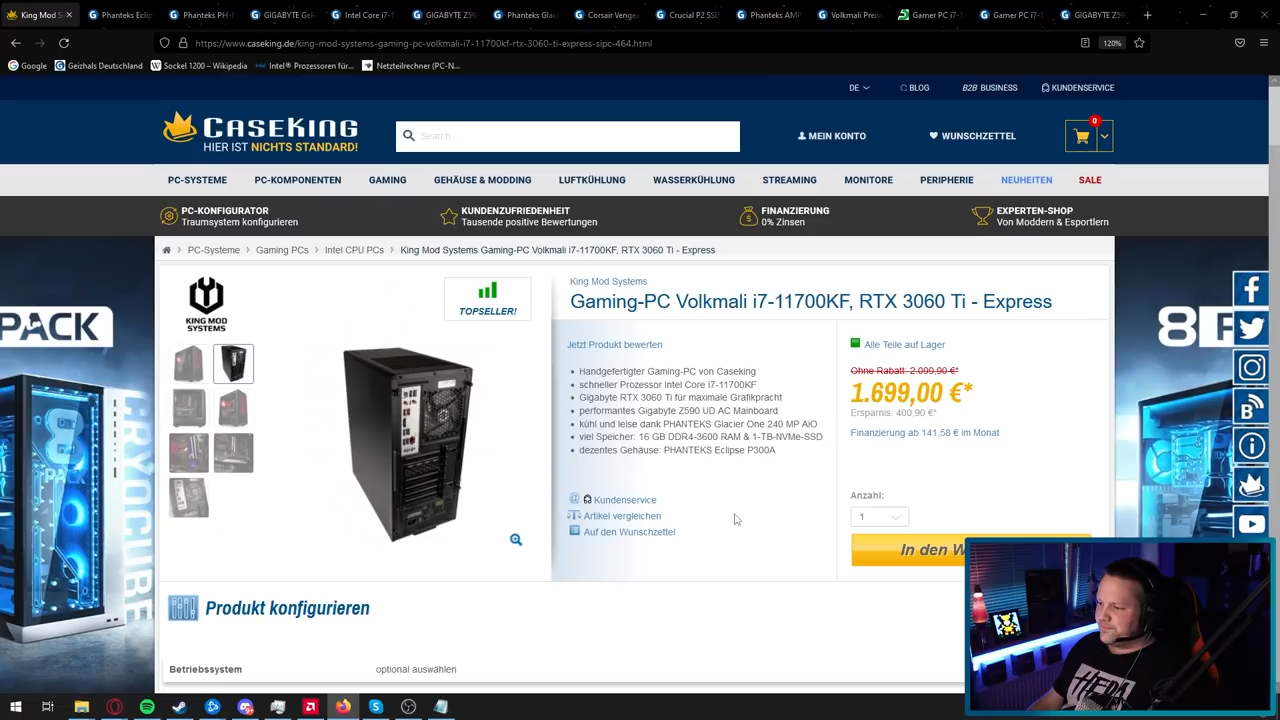 King Mod S
Phanteks Eclip
Phanteks PH-
GIGABYTE GeF
Intel Core i7-1
GIGABYTE Z59
Phanteks Glac
Corsair Vengea
Crucial P2 SSD
Phanteks AMP
Volkmali Preis
Gamer PC i7-1
Gamer PC i7-1
GIGABYTE Z59
https://www.caseking.de/king-mod-systems-gaming-pc-volkmali-i7-11700kf-rtx-3060-ti-express-sipc-464.html
120%
Google
Geizhals Deutschland
Sockel 1200 – Wikipedia
Intel® Prozessoren für...
Netzteilrechner (PC-N...
DE
BLOG
B2B BUSINESS
KUNDENSERVICE
CASEKING
HIER IST NICHTS STANDARD!
Search
MEIN KONTO
WUNSCHZETTEL
0
PC-SYSTEME
PC-KOMPONENTEN
GAMING
GEHÄUSE & MODDING
LUFTKÜHLUNG
WASSERKÜHLUNG
STREAMING
MONITORE
PERIPHERIE
NEUHEITEN
SALE
PC-KONFIGURATOR
Traumsystem konfigurieren
KUNDENZUFRIEDENHEIT
Tausende positive Bewertungen
FINANZIERUNG
0% Zinsen
EXPERTEN-SHOP
Von Moddern & Esportlern
PC-Systeme
Gaming PCs
Intel CPU PCs
King Mod Systems Gaming-PC Volkmali i7-11700KF, RTX 3060 Ti - Express
KING MOD
SYSTEMS
TOPSELLER!
King Mod Systems
Gaming-PC Volkmali i7-11700KF, RTX 3060 Ti - Express
Jetzt Produkt bewerten
Handgefertigter Gaming-PC von Caseking
schneller Prozessor Intel Core i7-11700KF
Gigabyte RTX 3060 Ti für maximale Grafikpracht
performantes Gigabyte Z590 UD AC Mainboard
kühl und leise dank PHANTEKS Glacier One 240 MP AiO
viel Speicher: 16 GB DDR4-3600 RAM & 1-TB-NVMe-SSD
dezentes Gehäuse: PHANTEKS Eclipse P300A
Kundenservice
Artikel vergleichen
Auf den Wunschzettel
Alle Teile auf Lager
Ohne Rabatt: 2.099,90 €*
1.699,00 €*
Ersparnis: 400,90 €*
Finanzierung ab 141,58 € im Monat
Anzahl:
1
In den W
Produkt konfigurieren
Betriebssystem
optional auswählen
PACK
8P